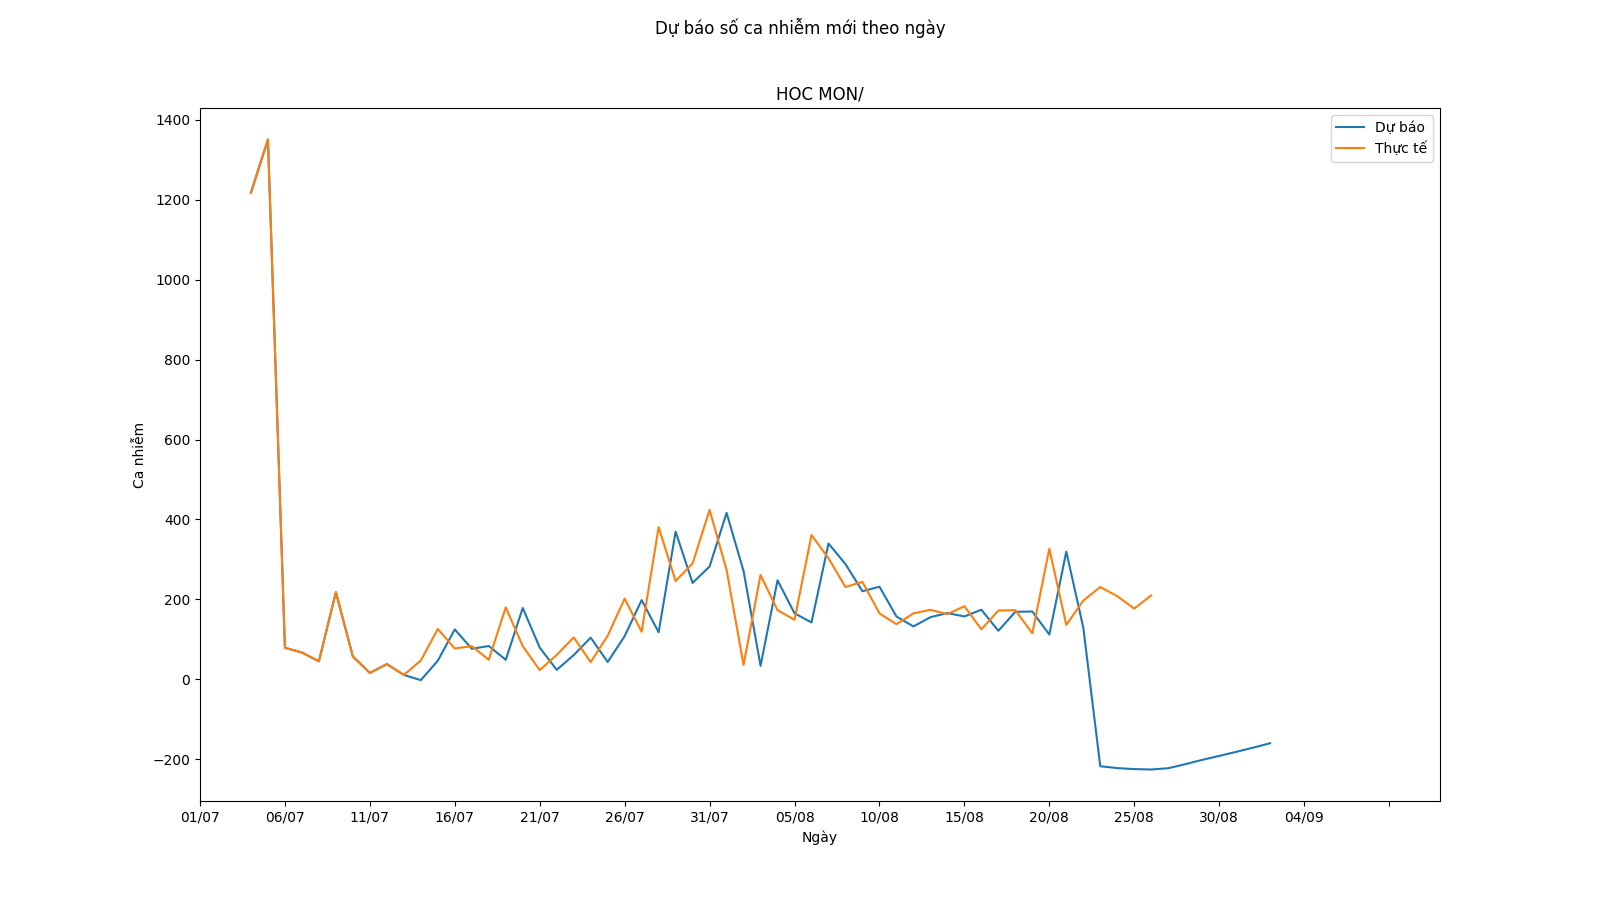 Dự báo số ca nhiễm mới theo ngày
HOC MON/
Dự báo
Thực tế
1400
1200
1000
800
600
400
200
0
−200
Ca nhiễm
01/07 06/07 11/07 16/07 21/07 26/07 31/07 05/08 10/08 15/08 20/08 25/08 30/08 04/09
Ngày